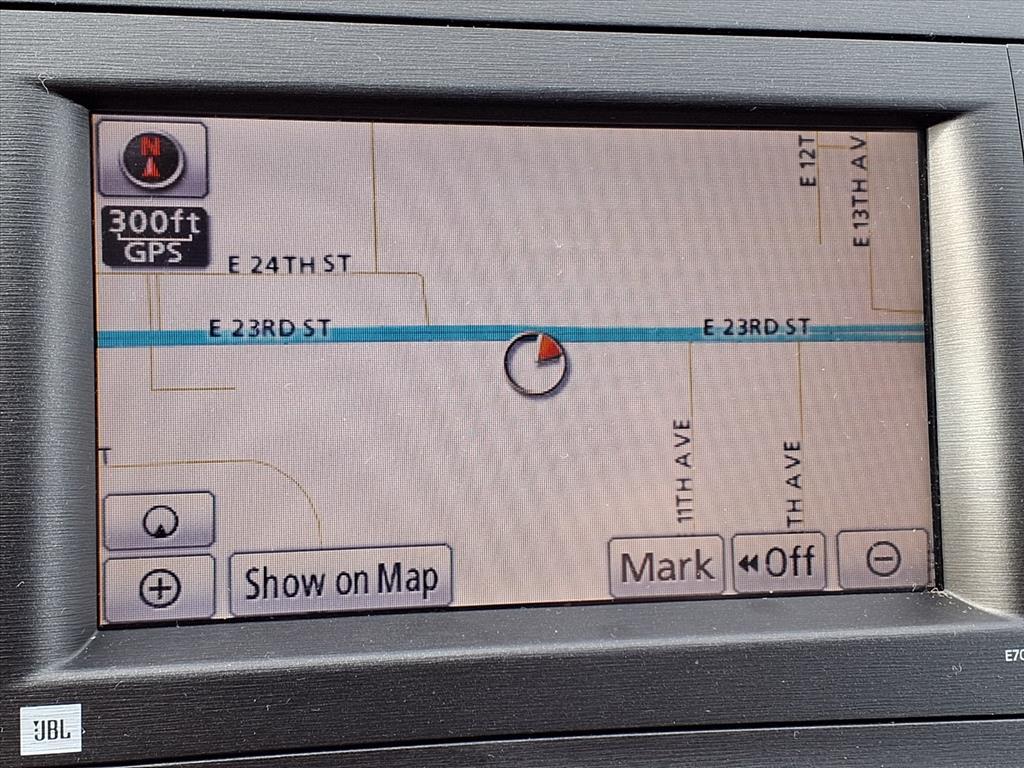 N
E 12T
E 13TH AV
300ft
GPS
E 24TH ST
E 23RD ST
E 23RD ST
T
11TH AVE
TH AVE
Show on Map
Mark
Off
E70
JBL